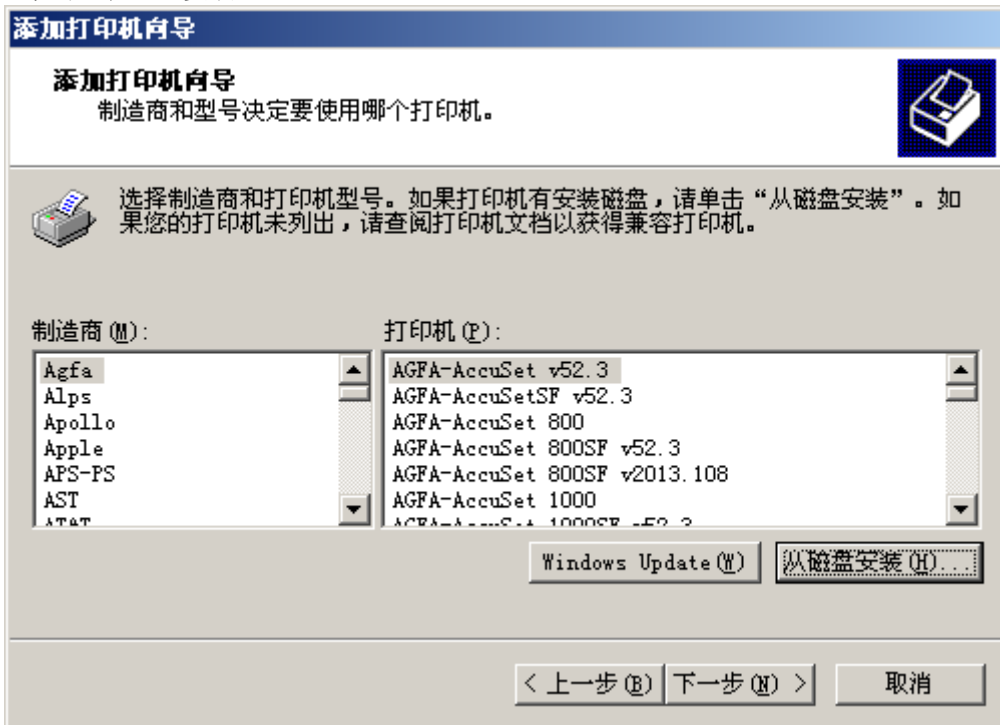 添加打印机向导
添加打印机向导
制造商和型号决定要使用哪个打印机。
选择制造商和打印机型号。如果打印机有安装磁盘，请单击“从磁盘安装”。如
果您的打印机未列出，请查阅打印机文档以获得兼容打印机。
制造商(M):
打印机(P):
Agfa
Alps
Apollo
Apple
APS-PS
AST
AT&T
AGFA-AccuSet v52.3
AGFA-AccuSetSF v52.3
AGFA-AccuSet 800
AGFA-AccuSet 800SF v52.3
AGFA-AccuSet 800SF v2013.108
AGFA-AccuSet 1000
AGFA-AccuSet 1000SF v52.3
Windows Update(W)
从磁盘安装(H)...
< 上一步(B)
下一步(N) >
取消